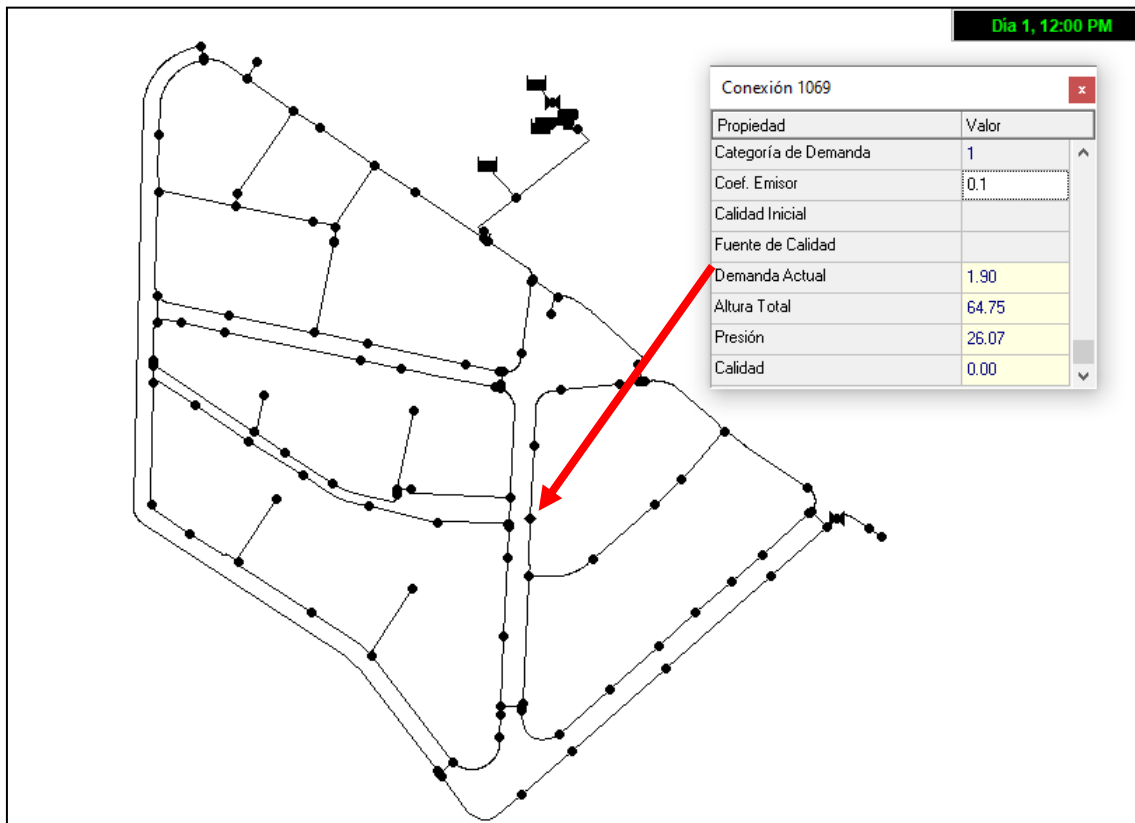 Día 1, 12:00 PM
Conexión 1069
x
Propiedad Valor
Categoría de Demanda 1
Coef. Emisor 0.1
Calidad Inicial
Fuente de Calidad
Demanda Actual 1.90
Altura Total 64.75
Presión 26.07
Calidad 0.00